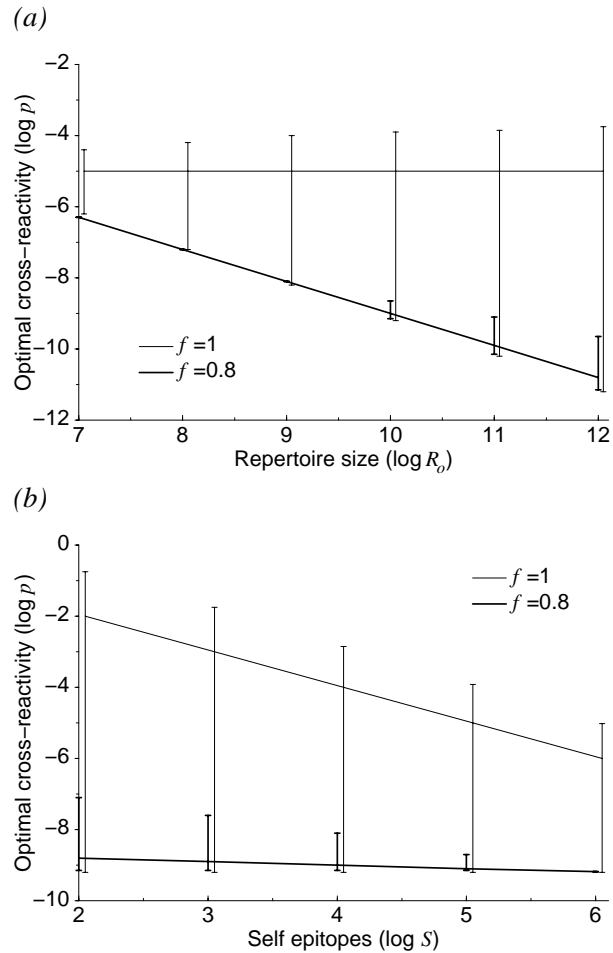 (a)
Optimal cross−reactivity (log p)
−2
−4
−6
−8
−10
−12
f =1
f =0.8
7 8 9 10 11 12
Repertoire size (log Ro)
(b)
Optimal cross−reactivity (log p)
0
−2
−4
−6
−8
−10
f =1
f =0.8
2 3 4 5 6
Self epitopes (log S)